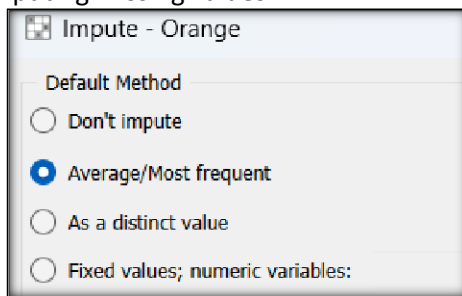 Impute - Orange
Default Method
Don't impute
Average/Most frequent
As a distinct value
Fixed values; numeric variables: